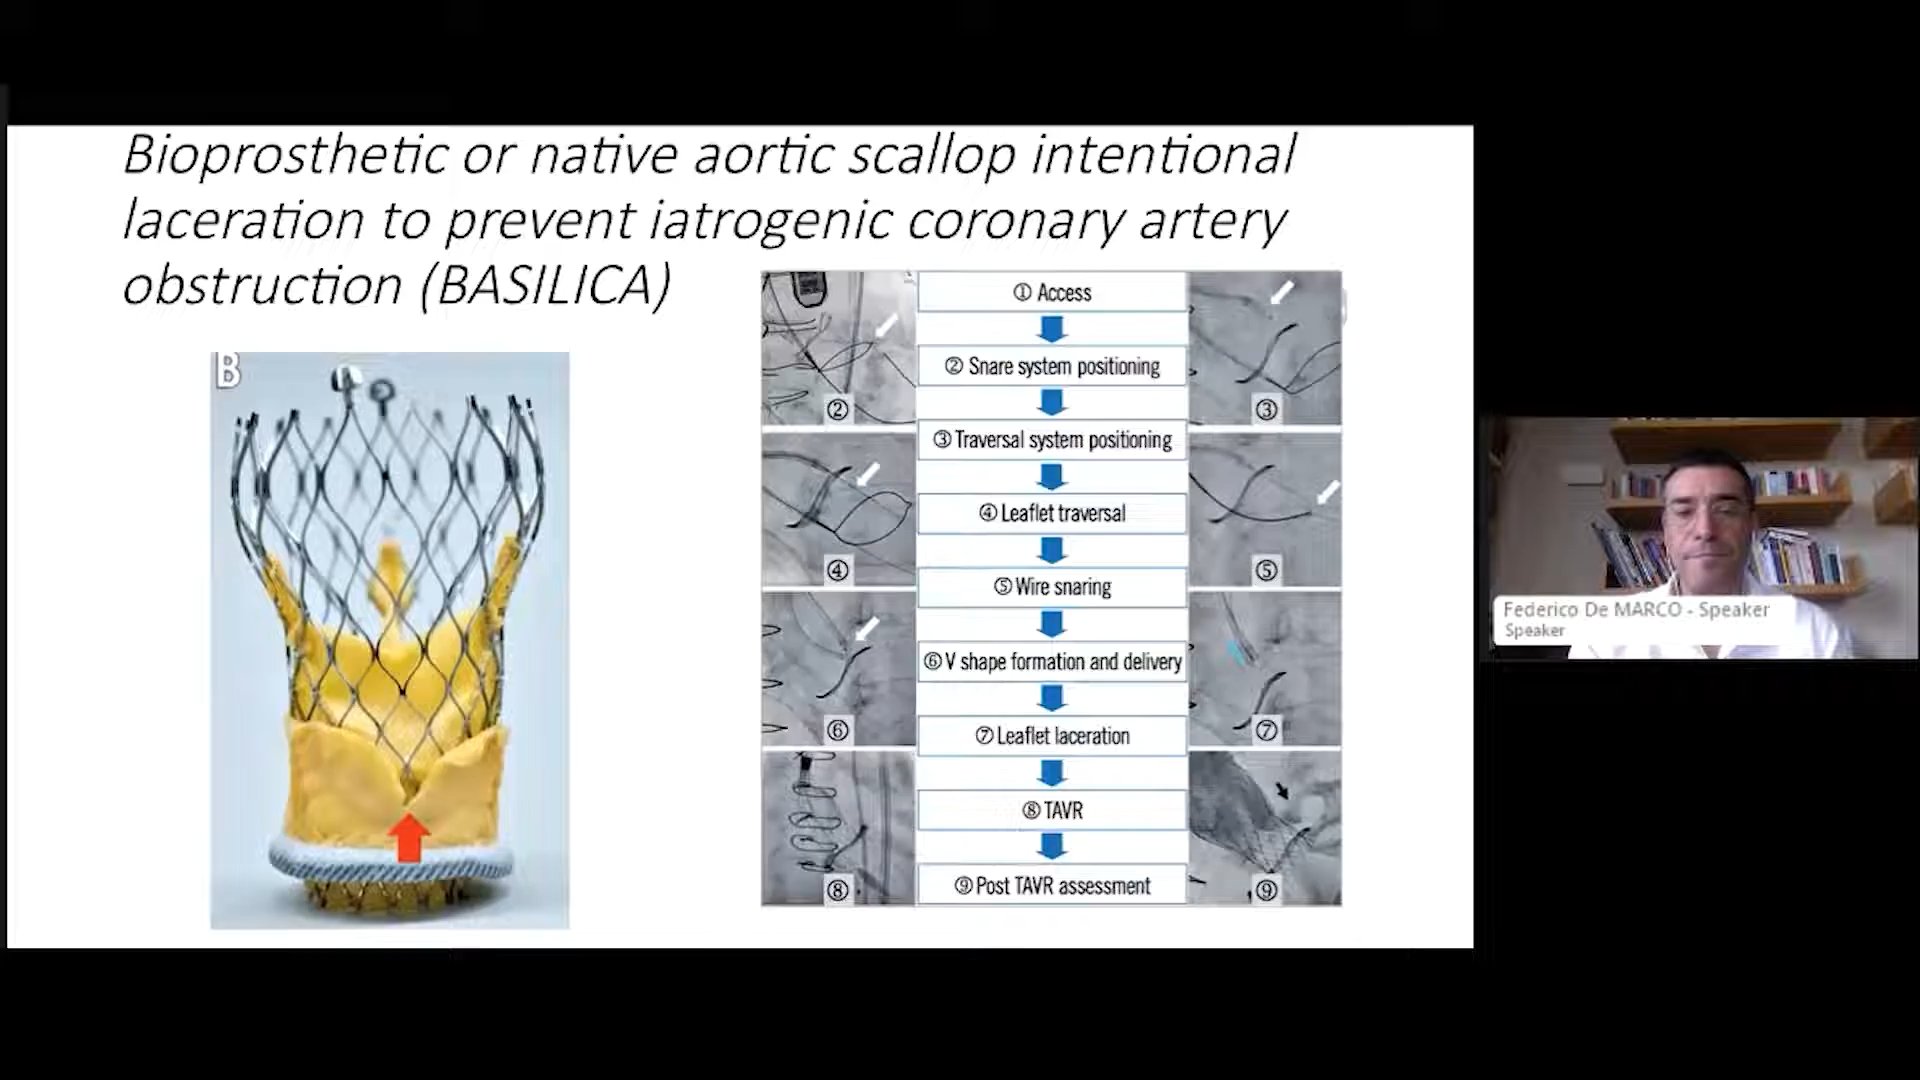 Bioprosthetic or native aortic scallop intentional
laceration to prevent iatrogenic coronary artery
obstruction (BASILICA)
B
① Access
② Snare system positioning
③ Traversal system positioning
④ Leaflet traversal
⑤ Wire snaring
⑥ V shape formation and delivery
⑦ Leaflet laceration
⑧ TAVR
⑨ Post TAVR assessment
②
③
④
⑤
⑥
⑦
⑧
⑨
Federico De MARCO - Speaker
Speaker